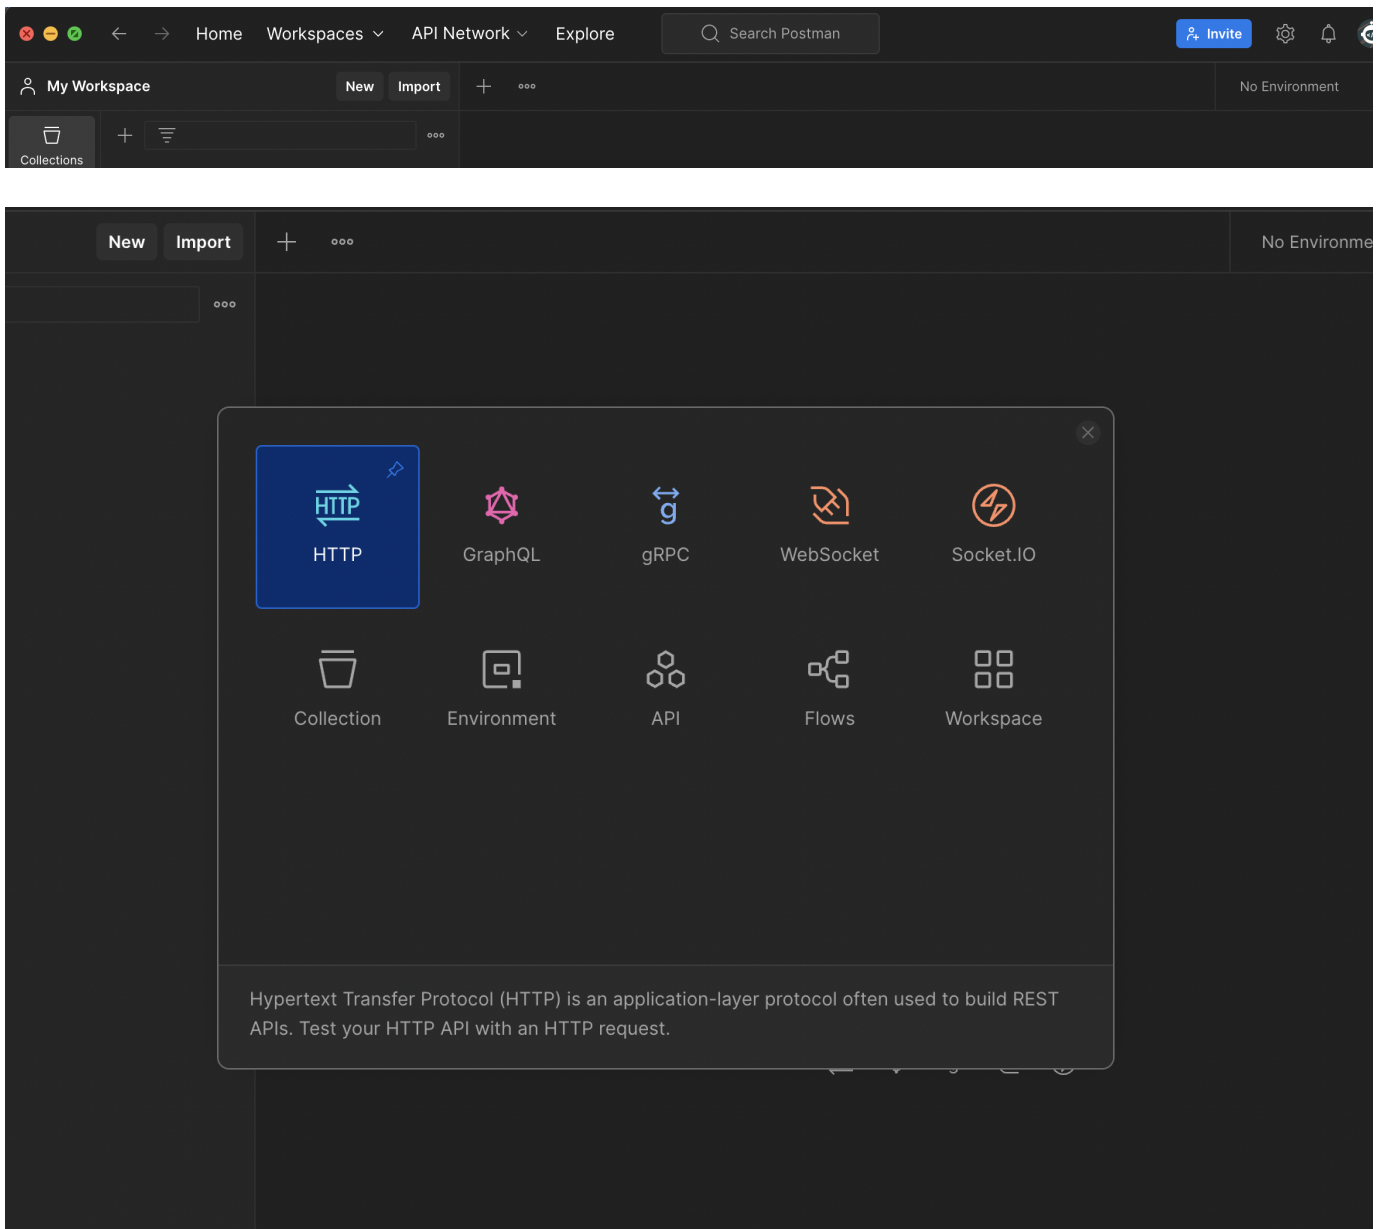 Home Workspaces API Network Explore Search Postman Invite
My Workspace New Import No Environment
Collections
New Import No Environme
HTTP
HTTP GraphQL gRPC WebSocket Socket.IO
Collection Environment API Flows Workspace
Hypertext Transfer Protocol (HTTP) is an application-layer protocol often used to build REST
APIs. Test your HTTP API with an HTTP request.